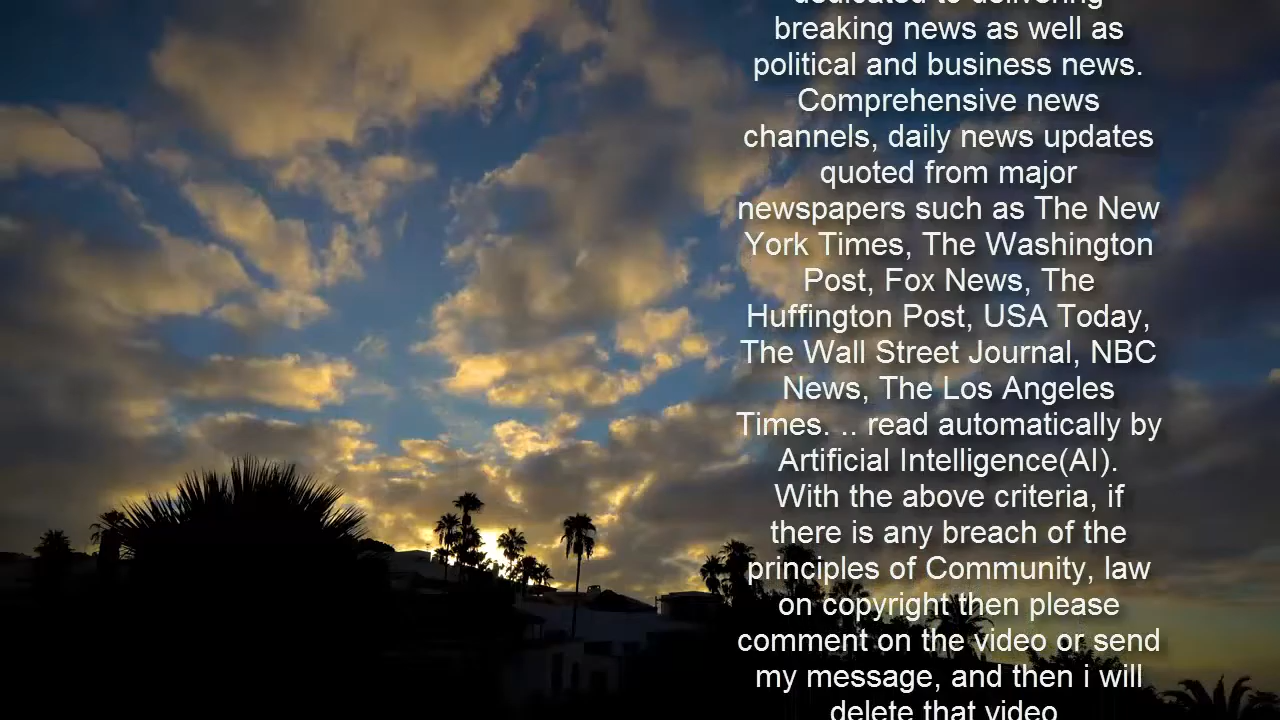 dedicated to delivering
breaking news as well as
political and business news.
Comprehensive news
channels, daily news updates
quoted from major
newspapers such as The New
York Times, The Washington
Post, Fox News, The
Huffington Post, USA Today,
The Wall Street Journal, NBC
News, The Los Angeles
Times. .. read automatically by
Artificial Intelligence(AI).
With the above criteria, if
there is any breach of the
principles of Community, law
on copyright then please
comment on the video or send
my message, and then i will
delete that video